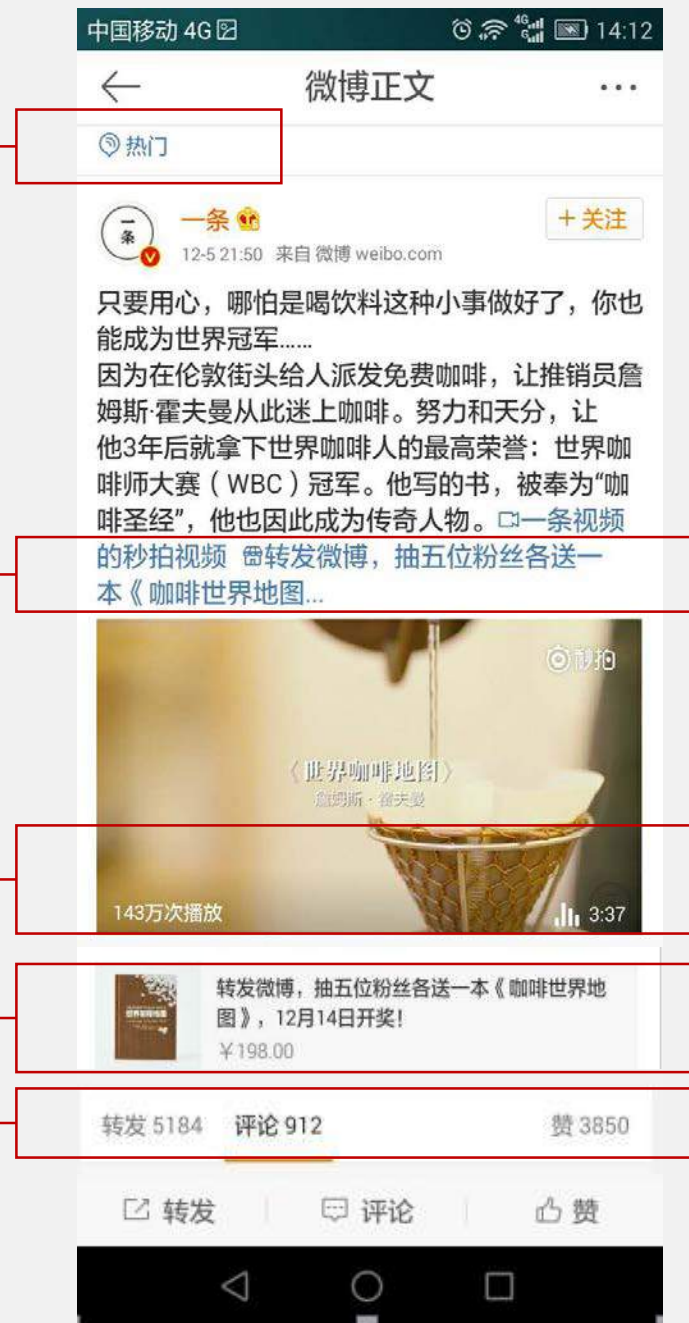 中国移动 4G 4G G 14:12
微博正文 ...
热门
一条
一条 + 关注
12-5 21:50 来自 微博 weibo.com
只要用心，哪怕是喝饮料这种小事做好了，你也
能成为世界冠军......
因为在伦敦街头给人派发免费咖啡，让推销员詹
姆斯·霍夫曼从此迷上咖啡。努力和天分，让
他3年后就拿下世界咖啡人的最高荣誉：世界咖
啡师大赛（WBC）冠军。他写的书，被奉为“咖
啡圣经”，他也因此成为传奇人物。一条视频
的秒拍视频 转发微博，抽五位粉丝各送一
本《咖啡世界地图...
秒拍
《世界咖啡地图》
詹姆斯·霍夫曼
143万次播放 3:37
转发微博，抽五位粉丝各送一本《咖啡世界地
图》，12月14日开奖！
￥198.00
转发 5184 评论 912 赞 3850
转发 评论 赞